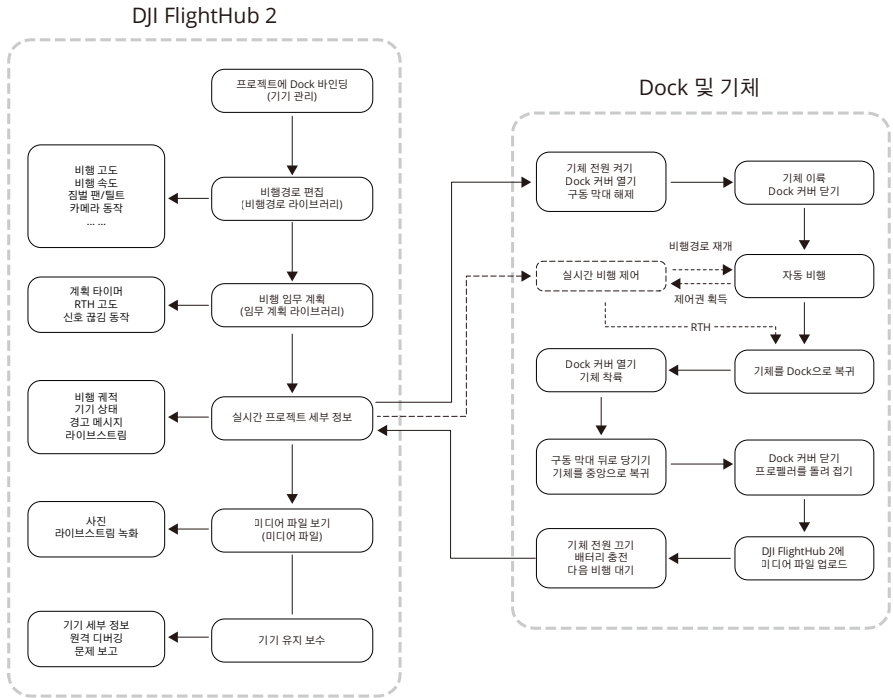 DJI FlightHub 2
프로젝트에 Dock 바인딩
(기기 관리)
비행 고도
비행 속도
짐벌 팬/틸트
카메라 동작
... ...
비행경로 편집
(비행경로 라이브러리)
계획 타이머
RTH 고도
신호 끊김 동작
비행 임무 계획
(임무 계획 라이브러리)
비행 궤적
기기 상태
경고 메시지
라이브스트림
실시간 프로젝트 세부 정보
사진
라이브스트림 녹화
미디어 파일 보기
(미디어 파일)
기기 세부 정보
원격 디버깅
문제 보고
기기 유지 보수
Dock 및 기체
기체 전원 켜기
Dock 커버 열기
구동 막대 해제
기체 이륙
Dock 커버 닫기
비행경로 재개
실시간 비행 제어
자동 비행
제어권 획득
RTH
Dock 커버 열기
기체 착륙
기체를 Dock으로 복귀
구동 막대 뒤로 당기기
기체를 중앙으로 복귀
Dock 커버 닫기
프로펠러를 돌려 접기
기체 전원 끄기
배터리 충전
다음 비행 대기
DJI FlightHub 2에
미디어 파일 업로드